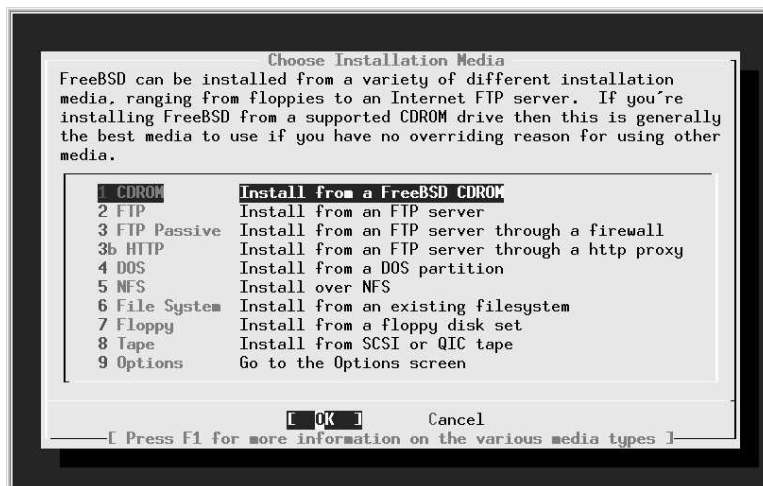 Choose Installation Media
FreeBSD can be installed from a variety of different installation
media, ranging from floppies to an Internet FTP server.  If you're
installing FreeBSD from a supported CDROM drive then this is generally
the best media to use if you have no overriding reason for using other
media.
1 CDROM Install from a FreeBSD CDROM
2 FTP Install from an FTP server
3 FTP Passive Install from an FTP server through a firewall
3b HTTP Install from an FTP server through a http proxy
4 DOS Install from a DOS partition
5 NFS Install over NFS
6 File System Install from an existing filesystem
7 Floppy Install from a floppy disk set
8 Tape Install from SCSI or QIC tape
9 Options Go to the Options screen
[ OK ] Cancel
[ Press F1 for more information on the various media types ]